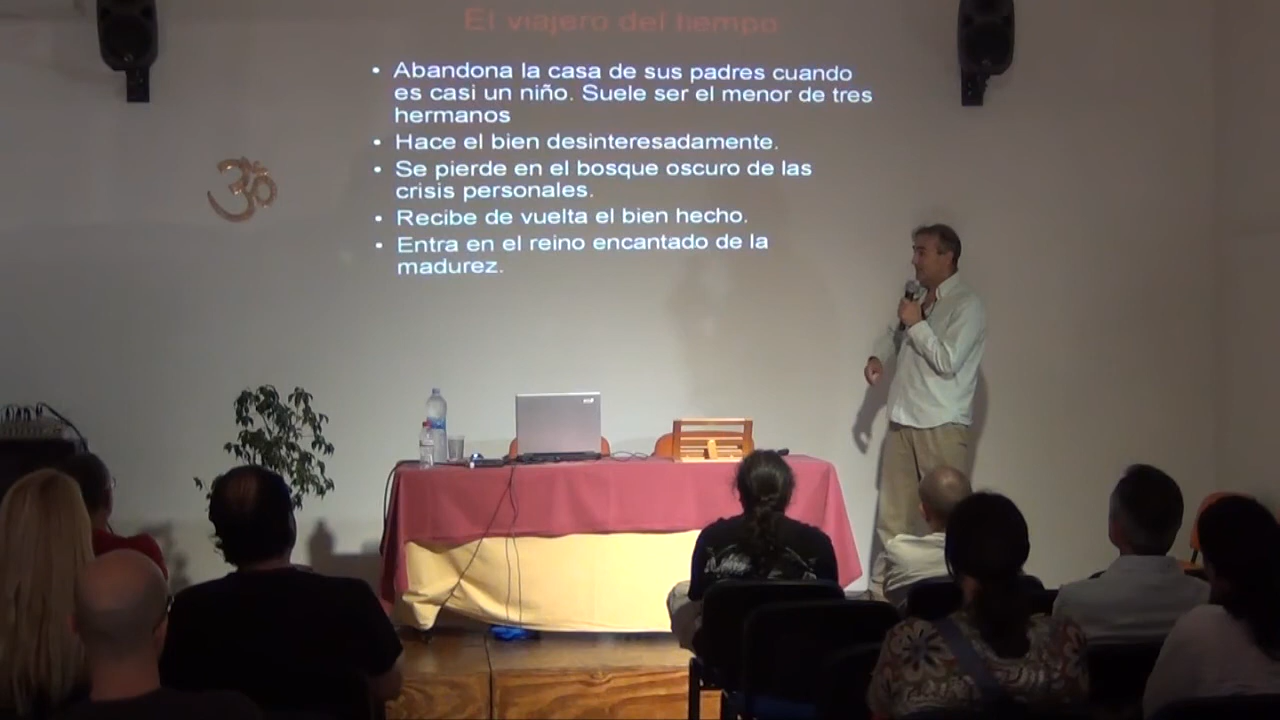 El viajero del tiempo
• Abandona la casa de sus padres cuando
es casi un niño. Suele ser el menor de tres
hermanos
• Hace el bien desinteresadamente.
• Se pierde en el bosque oscuro de las
crisis personales.
• Recibe de vuelta el bien hecho.
• Entra en el reino encantado de la
madurez.
ॐ